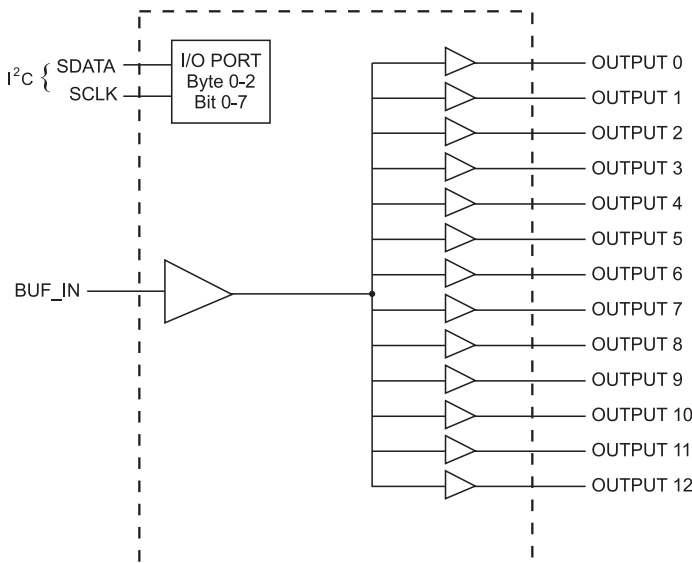 I²C { SDATA
SCLK
I/O PORT
Byte 0-2
Bit 0-7
BUF_IN
OUTPUT 0
OUTPUT 1
OUTPUT 2
OUTPUT 3
OUTPUT 4
OUTPUT 5
OUTPUT 6
OUTPUT 7
OUTPUT 8
OUTPUT 9
OUTPUT 10
OUTPUT 11
OUTPUT 12